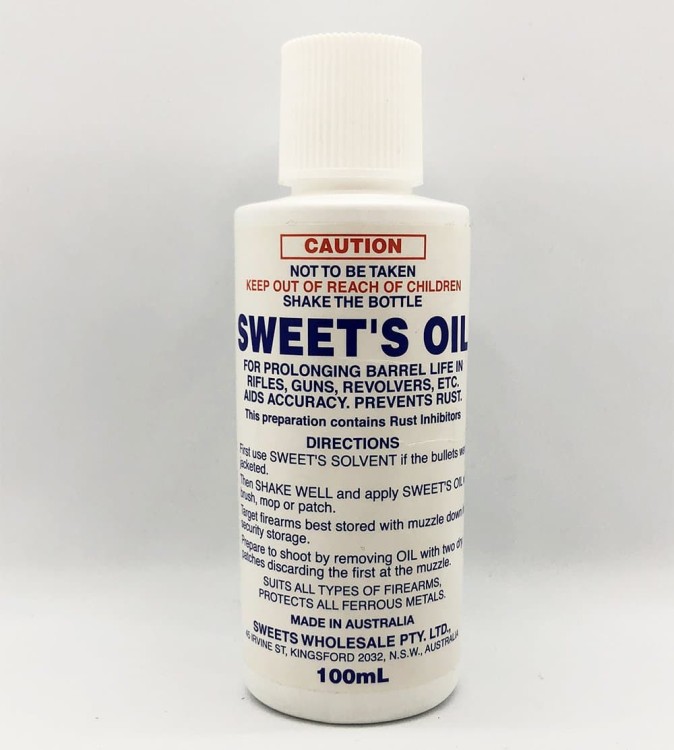 CAUTION
NOT TO BE TAKEN
KEEP OUT OF REACH OF CHILDREN
SHAKE THE BOTTLE
SWEET'S OIL
FOR PROLONGING BARREL LIFE IN
RIFLES, GUNS, REVOLVERS, ETC.
AIDS ACCURACY. PREVENTS RUST.
This preparation contains Rust Inhibitors
DIRECTIONS
First use SWEET'S SOLVENT if the bullets
jacketed.
Then SHAKE WELL and apply SWEET'S OIL
brush, mop or patch.
Target firearms best stored with muzzle down
security storage.
Prepare to shoot by removing OIL with two dry
patches discarding the first at the muzzle.
SUITS ALL TYPES OF FIREARMS,
PROTECTS ALL FERROUS METALS.
MADE IN AUSTRALIA
SWEETS WHOLESALE PTY. LTD.,
IRVINE ST, KINGSFORD 2032, N.S.W., AUSTRALIA
100mL